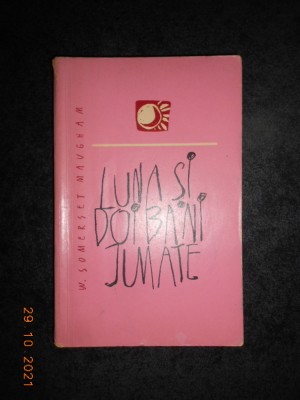 W. SOMERSET MAUGHAM
LUNA ȘI
DOI BANI
JUMATE
29 10 2021